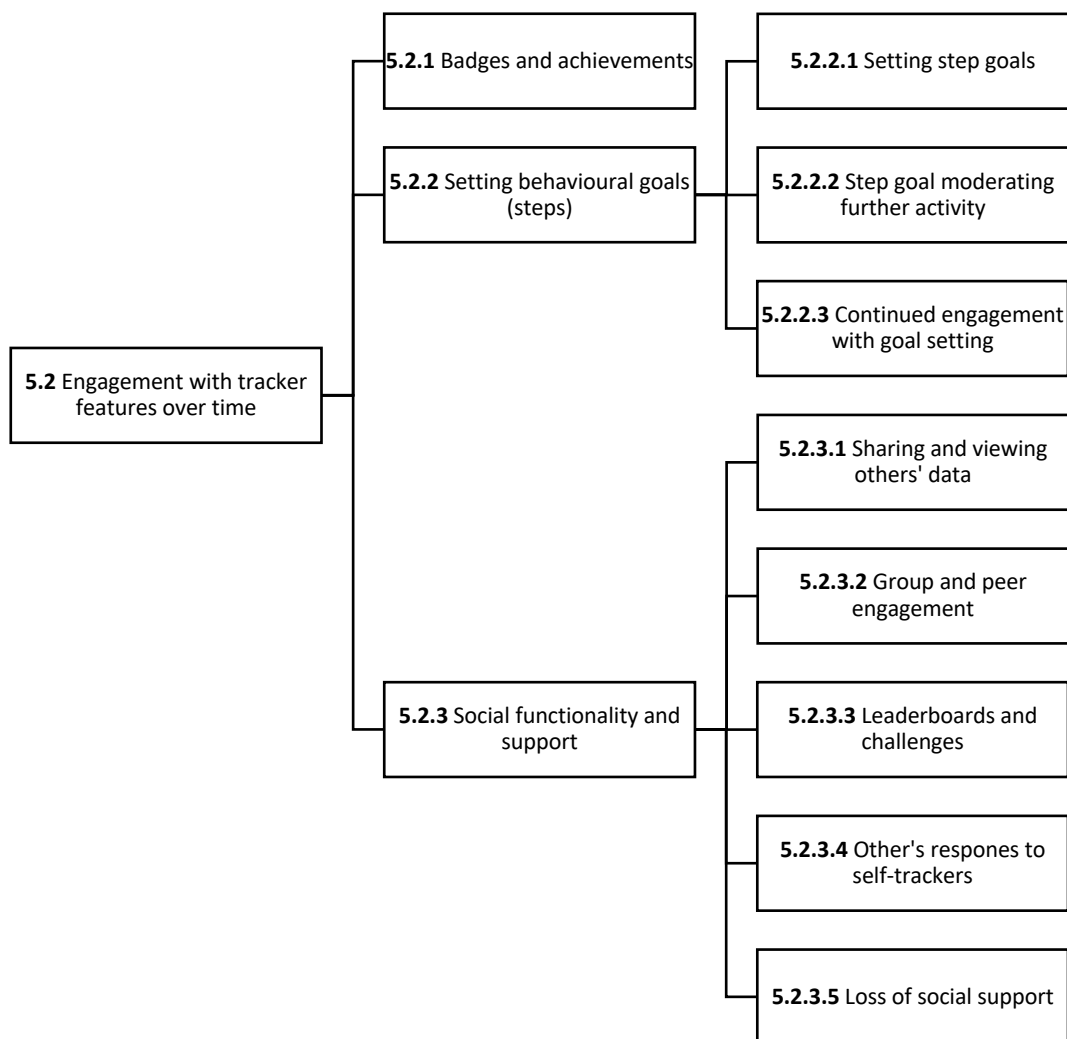 5.2 Engagement with tracker
features over time
5.2.1 Badges and achievements
5.2.2 Setting behavioural goals
(steps)
5.2.2.1 Setting step goals
5.2.2.2 Step goal moderating
further activity
5.2.2.3 Continued engagement
with goal setting
5.2.3 Social functionality and
support
5.2.3.1 Sharing and viewing
others' data
5.2.3.2 Group and peer
engagement
5.2.3.3 Leaderboards and
challenges
5.2.3.4 Other's respones to
self-trackers
5.2.3.5 Loss of social support